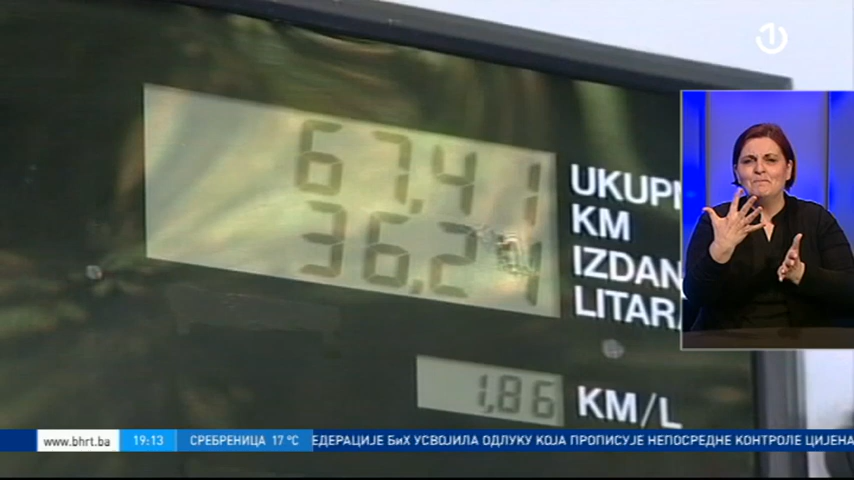 67,41
UKUPN
KM
36,21
IZDAN
LITARA
1,86 KM/L
www.bhrt.ba 19:13 СРЕБРЕНИЦА 17 °C ЕДЕРАЦИЈЕ БиХ УСВОЈИЛА ОДЛУКУ КОЈА ПРОПИСУЈЕ НЕПОСРЕДНЕ КОНТРОЛЕ ЦИЈЕНА